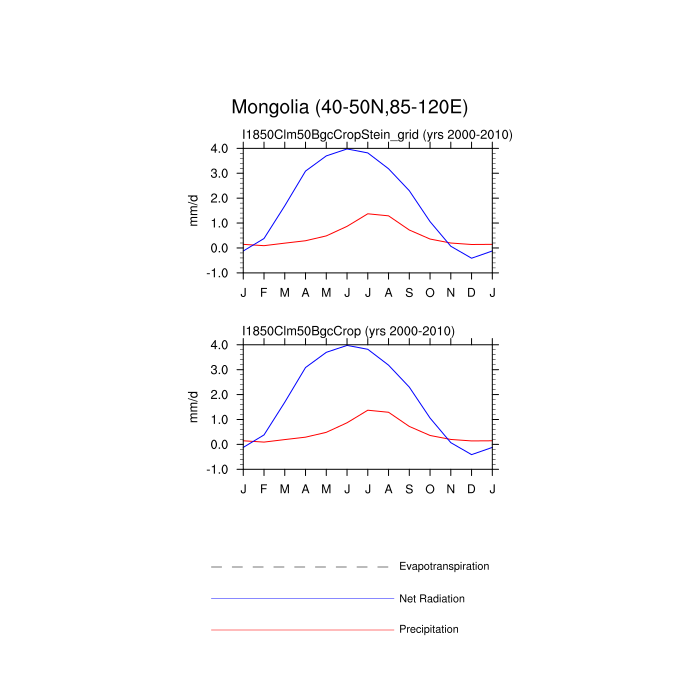 Mongolia (40-50N,85-120E)
I1850Clm50BgcCropStein_grid (yrs 2000-2010)
4.0
3.0
2.0
1.0
0.0
-1.0
mm/d
J F M A M J J A S O N D J
I1850Clm50BgcCrop (yrs 2000-2010)
4.0
3.0
2.0
1.0
0.0
-1.0
mm/d
J F M A M J J A S O N D J
Evapotranspiration
Net Radiation
Precipitation